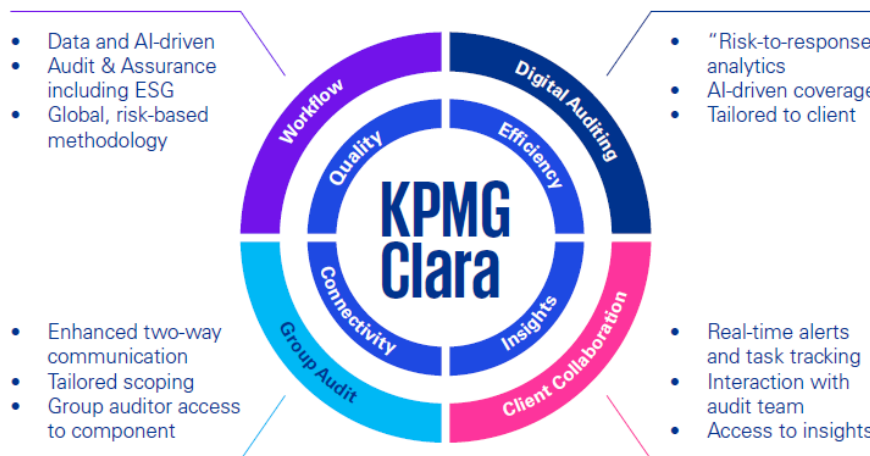 • Data and AI-driven
• Audit & Assurance
including ESG
• Global, risk-based
methodology
• "Risk-to-response
analytics
• AI-driven coverage
• Tailored to client
Workflow
Digital Auditing
Quality
Efficiency
KPMG
Clara
Connectivity
Insights
Group Audit
Client Collaboration
• Enhanced two-way
communication
• Tailored scoping
• Group auditor access
to component
• Real-time alerts
and task tracking
• Interaction with
audit team
• Access to insights